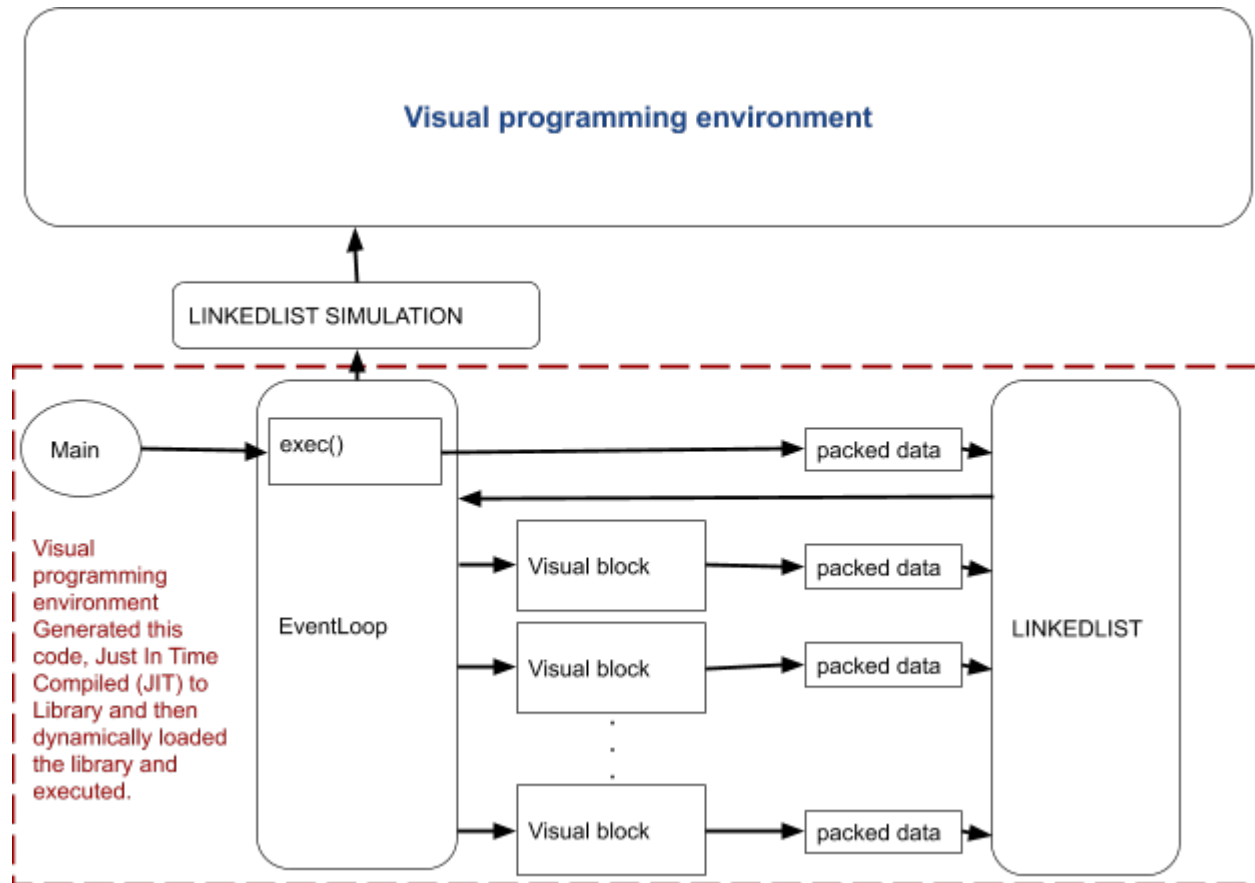 Visual programming environment
LINKEDLIST SIMULATION
Main
exec()
packed data
Visual
programming
environment
Generated this
code, Just In Time
Compiled (JIT) to
Library and then
dynamically loaded
the library and
executed.
EventLoop
Visual block
packed data
Visual block
packed data
Visual block
packed data
LINKEDLIST